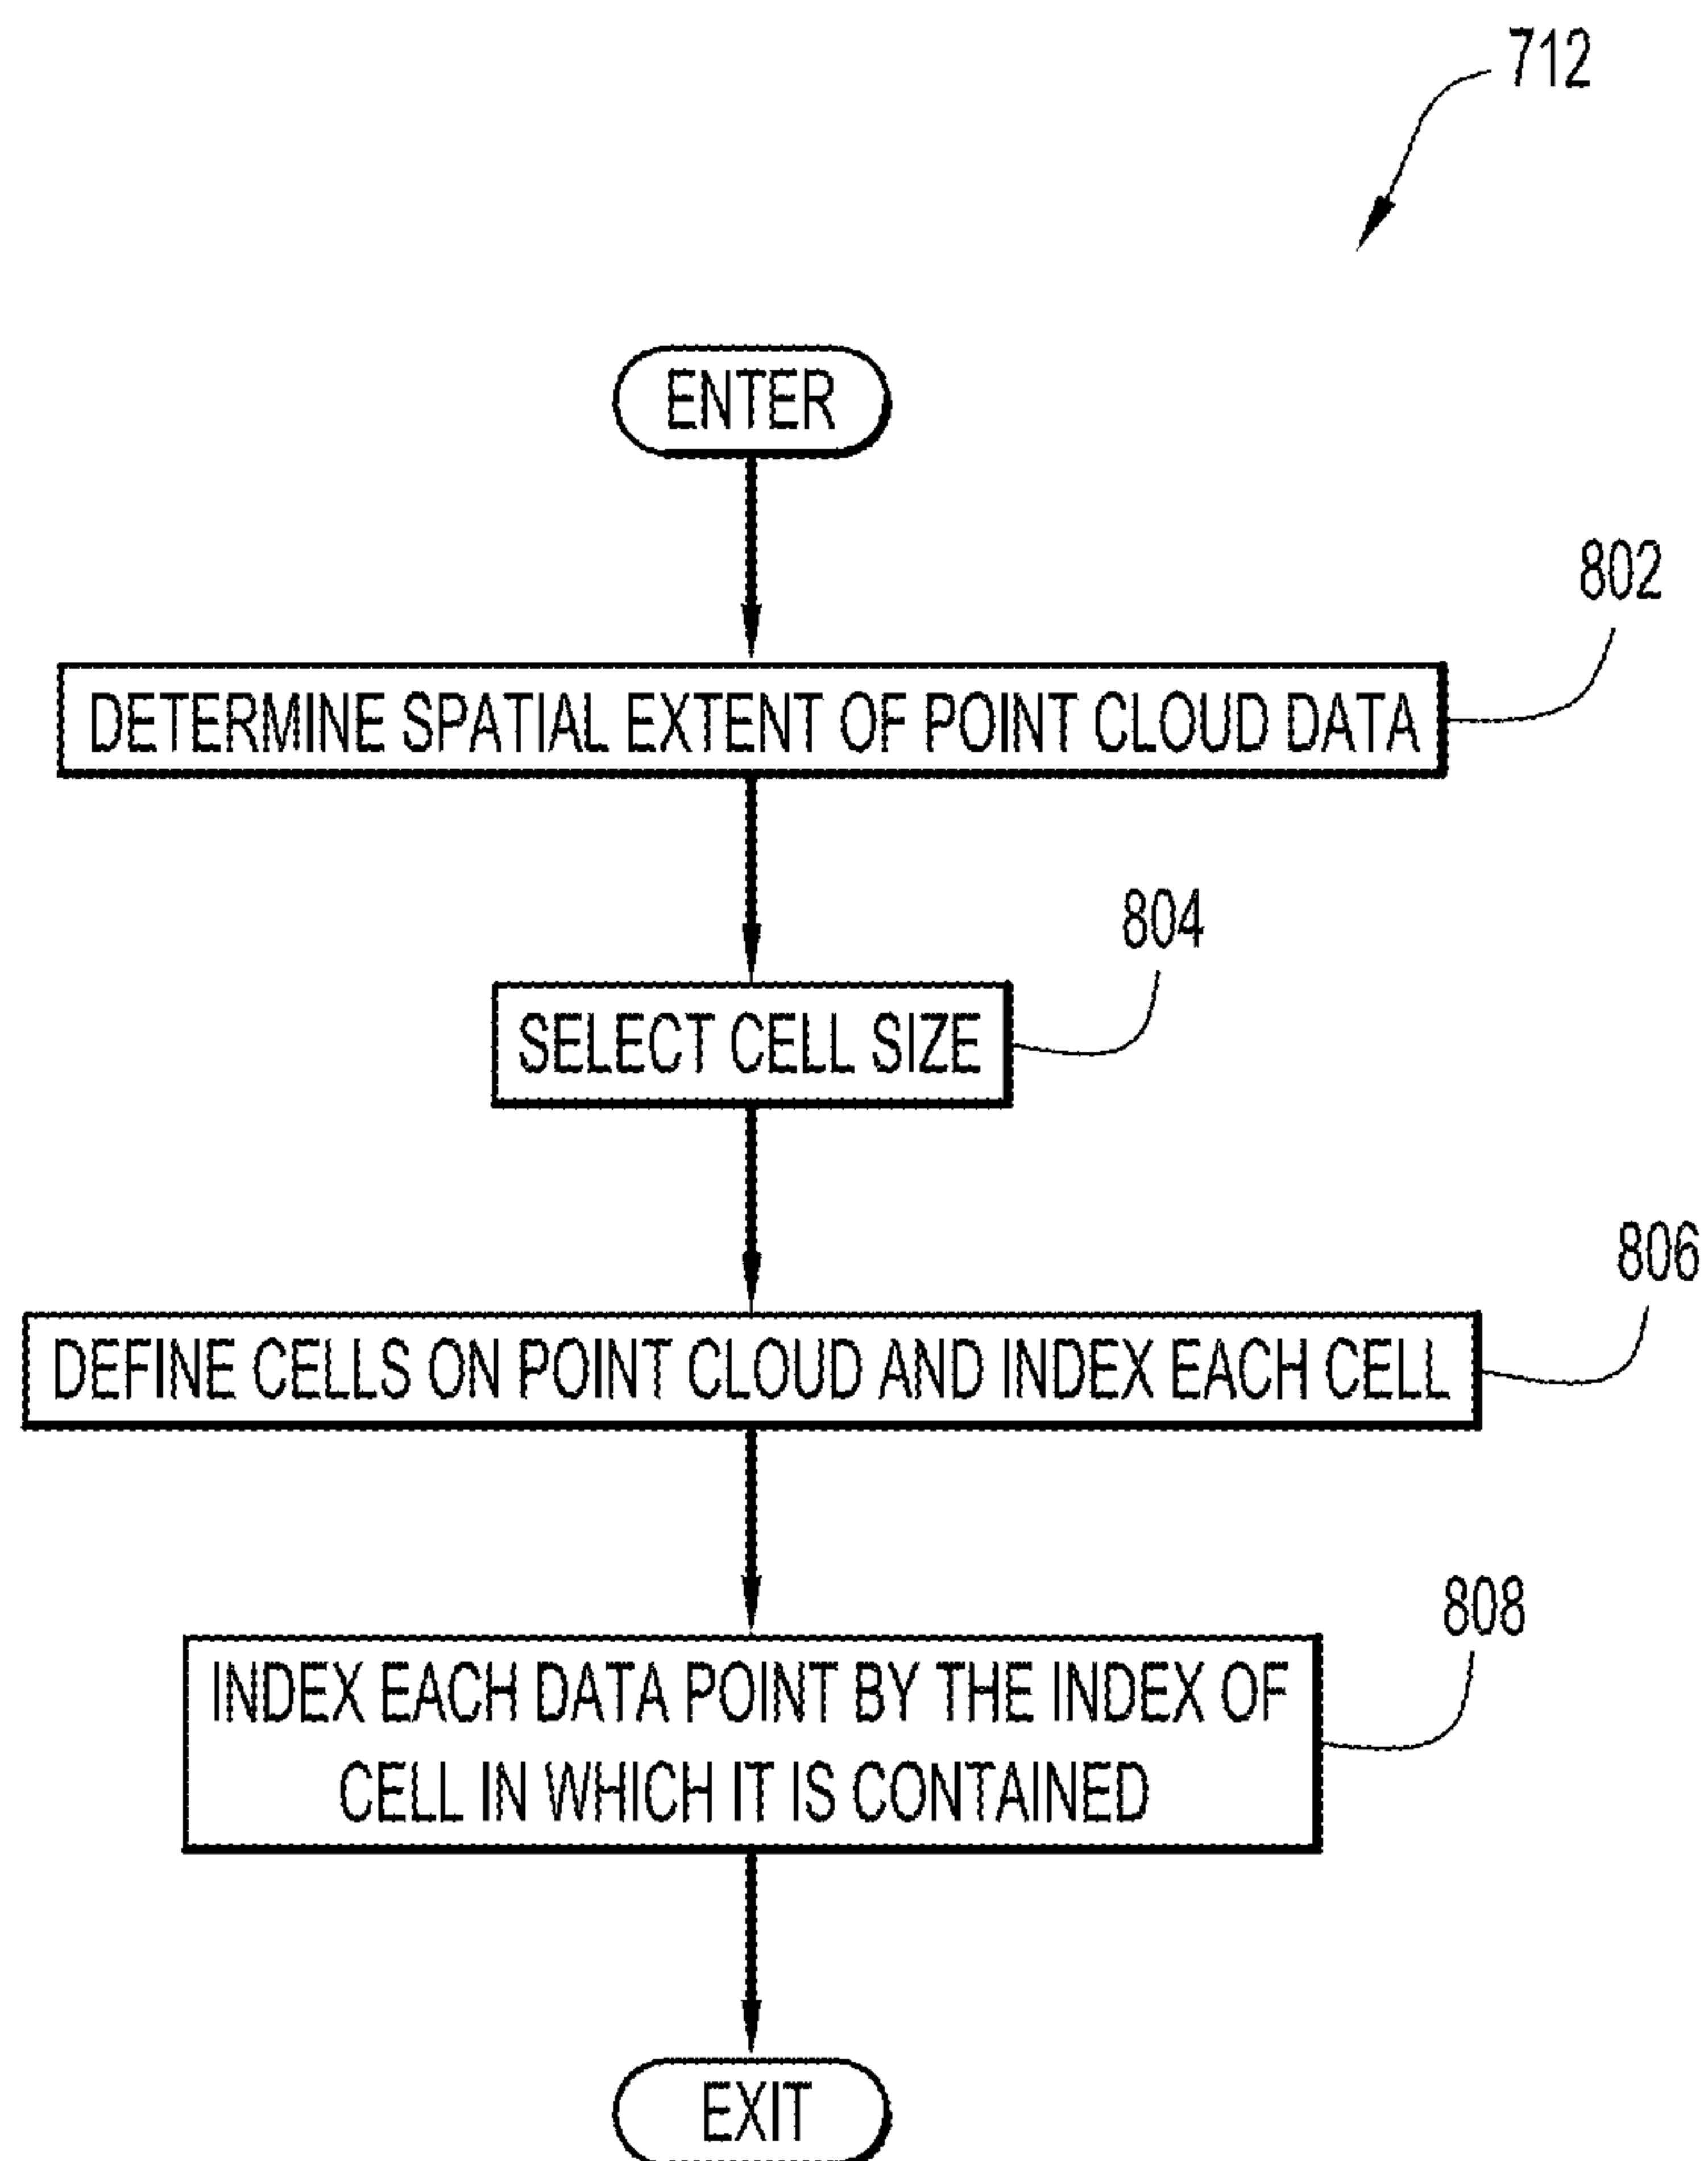 712
ENTER
802
DETERMINE SPATIAL EXTENT OF POINT CLOUD DATA
804
SELECT CELL SIZE
806
DEFINE CELLS ON POINT CLOUD AND INDEX EACH CELL
808
INDEX EACH DATA POINT BY THE INDEX OF
CELL IN WHICH IT IS CONTAINED
EXIT